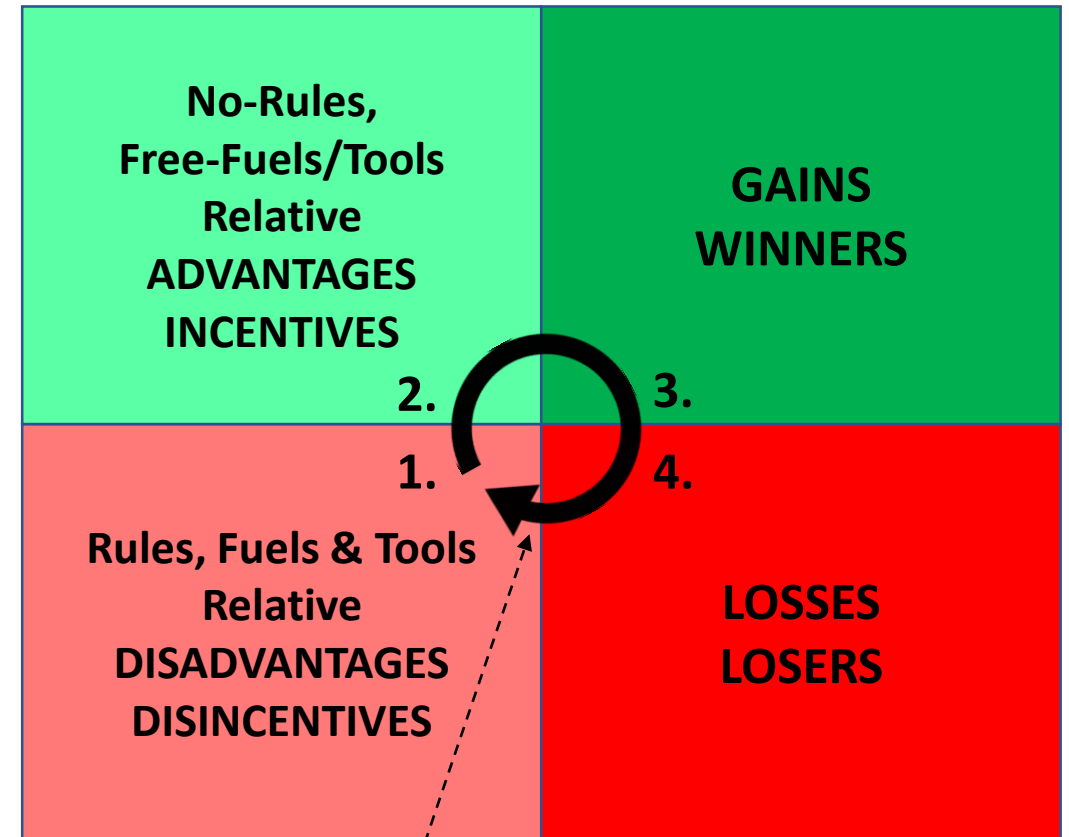 No-Rules,
Free-Fuels/Tools
Relative
ADVANTAGES
INCENTIVES
2.
GAINS
WINNERS
3.
1.
Rules, Fuels & Tools
Relative
DISADVANTAGES
DISINCENTIVES
4.
LOSSES
LOSERS